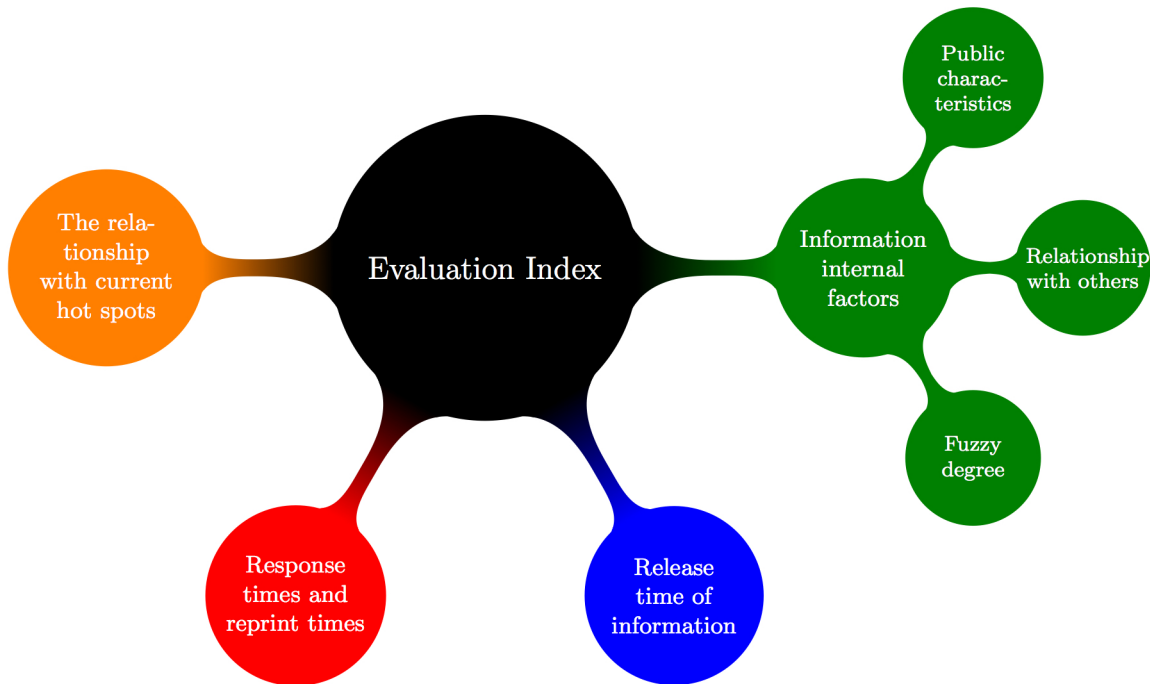 Evaluation Index
Information
internal
factors
Public
charac-
teristics
Relationship
with others
Fuzzy
degree
Release
time of
information
Response
times and
reprint times
The rela-
tionship
with current
hot spots